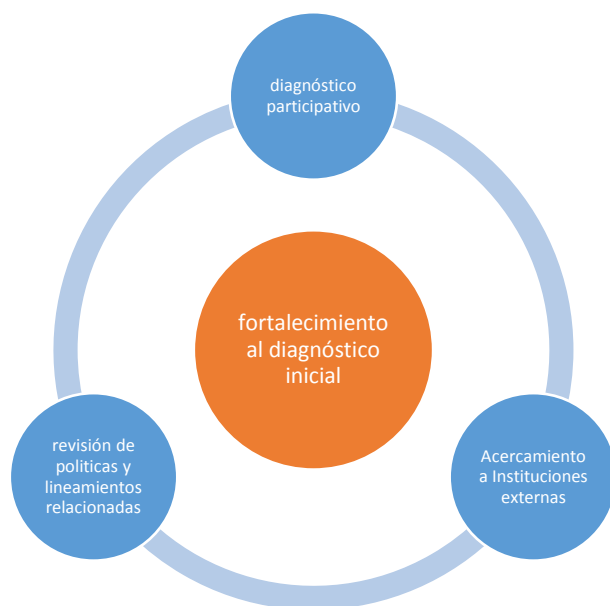 diagnóstico
participativo
fortalecimiento
al diagnóstico
inicial
revisión de
politicas y
lineamientos
relacionadas
Acercamiento
a Instituciones
externas